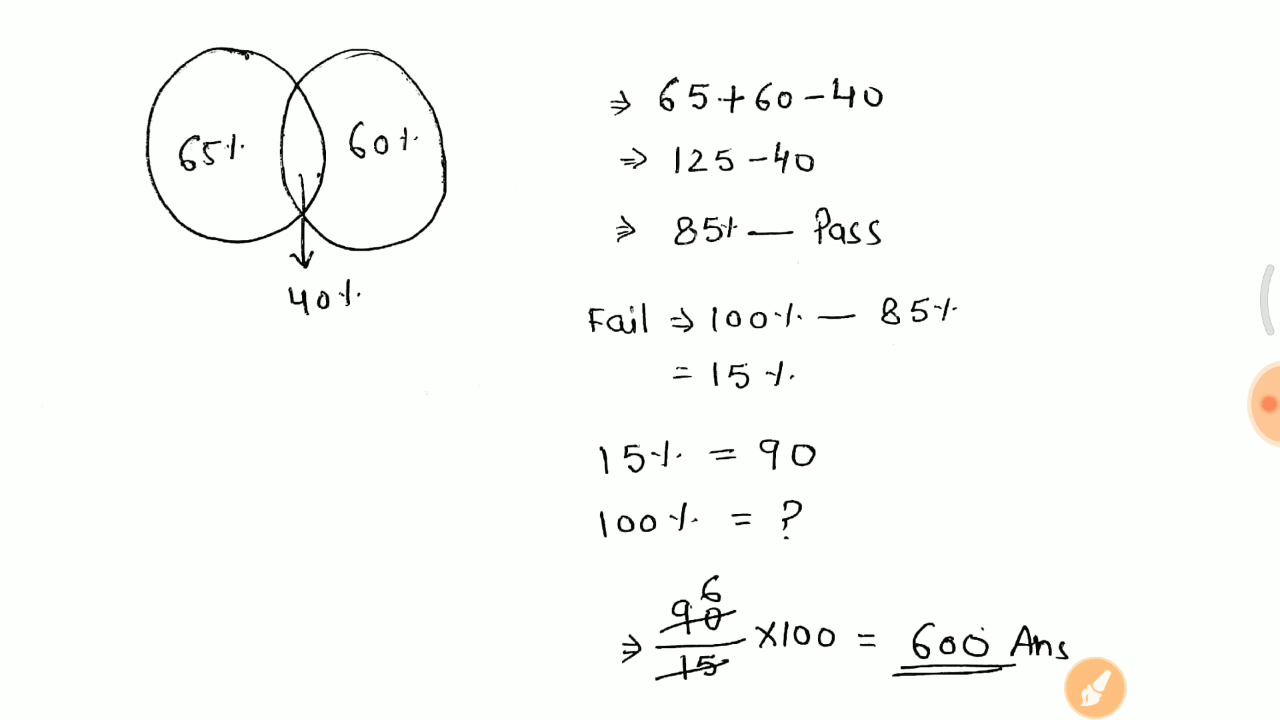 65%
60%
40%
⇒ 65+60-40
⇒ 125-40
⇒ 85% — Pass
Fail ⇒ 100% — 85%
= 15%
15% = 90
100% = ?
6
⇒ 90/15 ×100 = 600 Ans